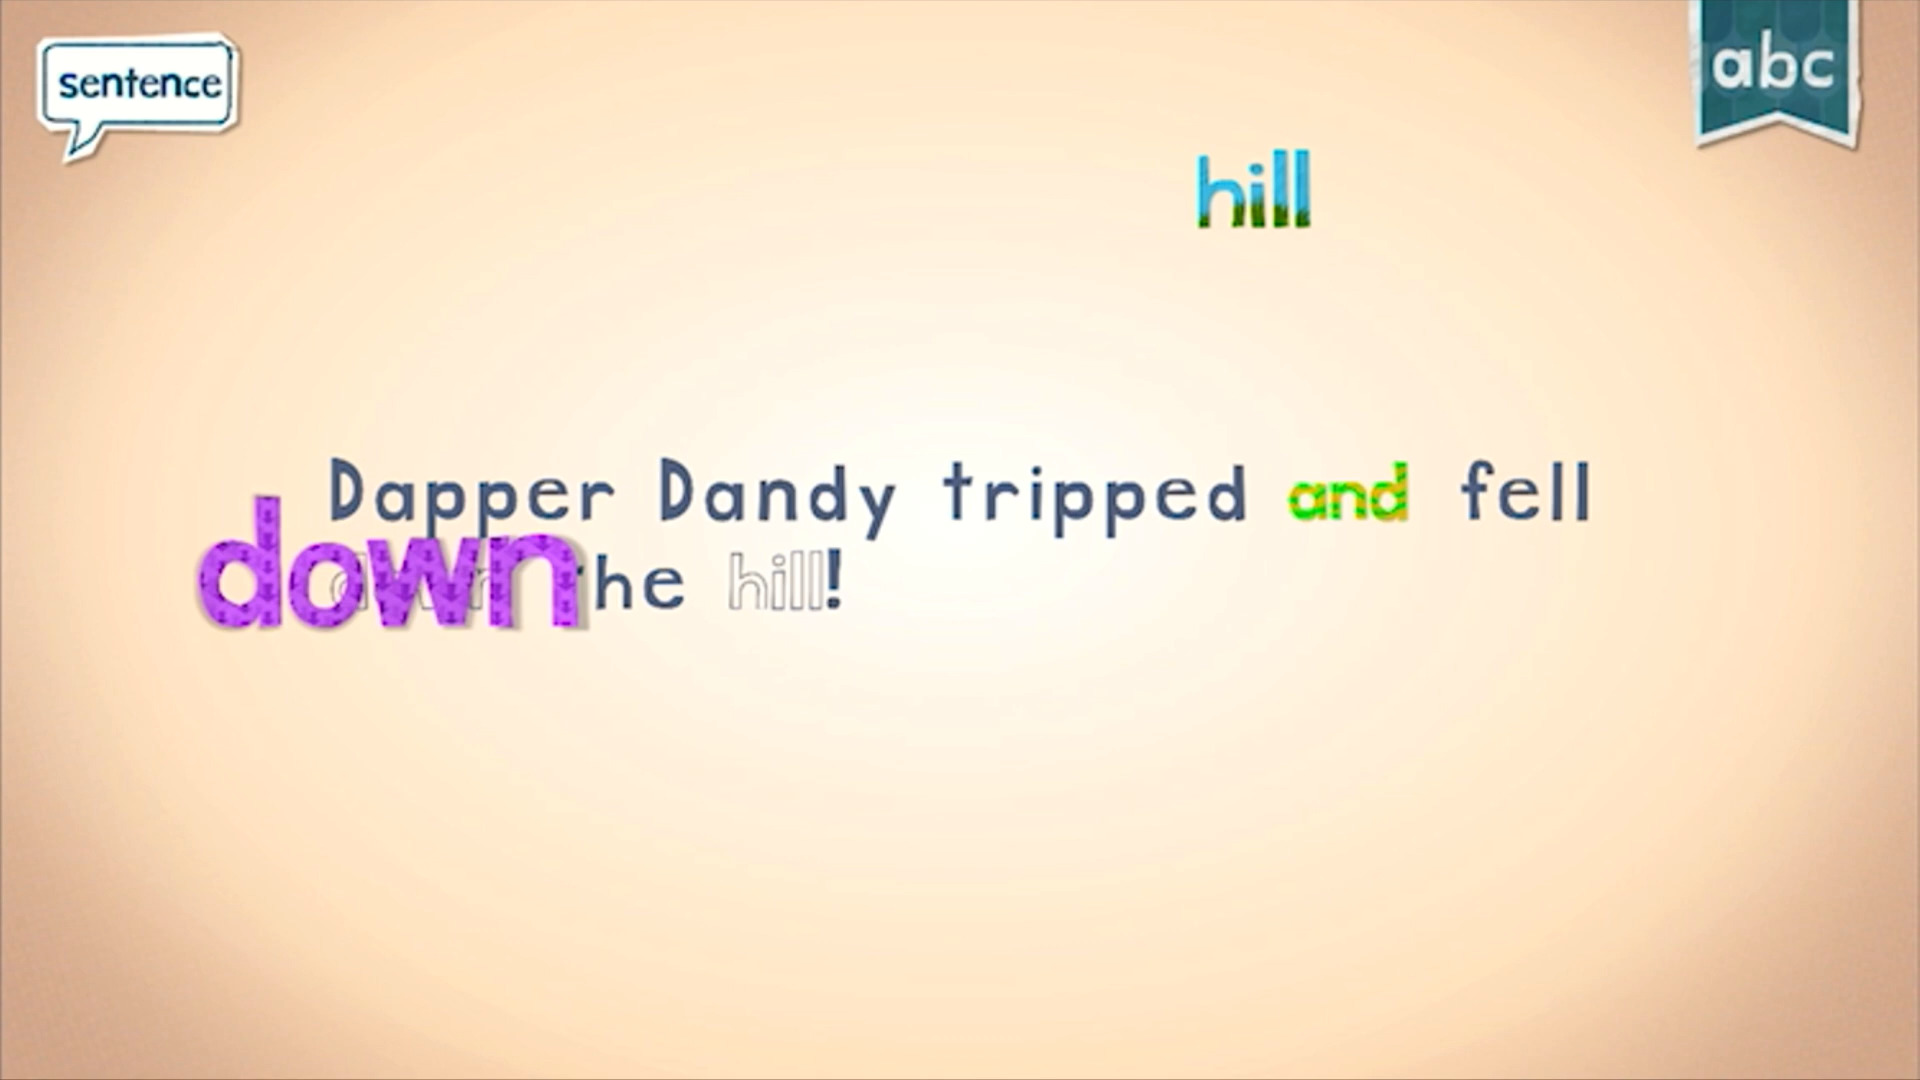 sentence
abc
hill
Dapper Dandy tripped and fell
down the hill!